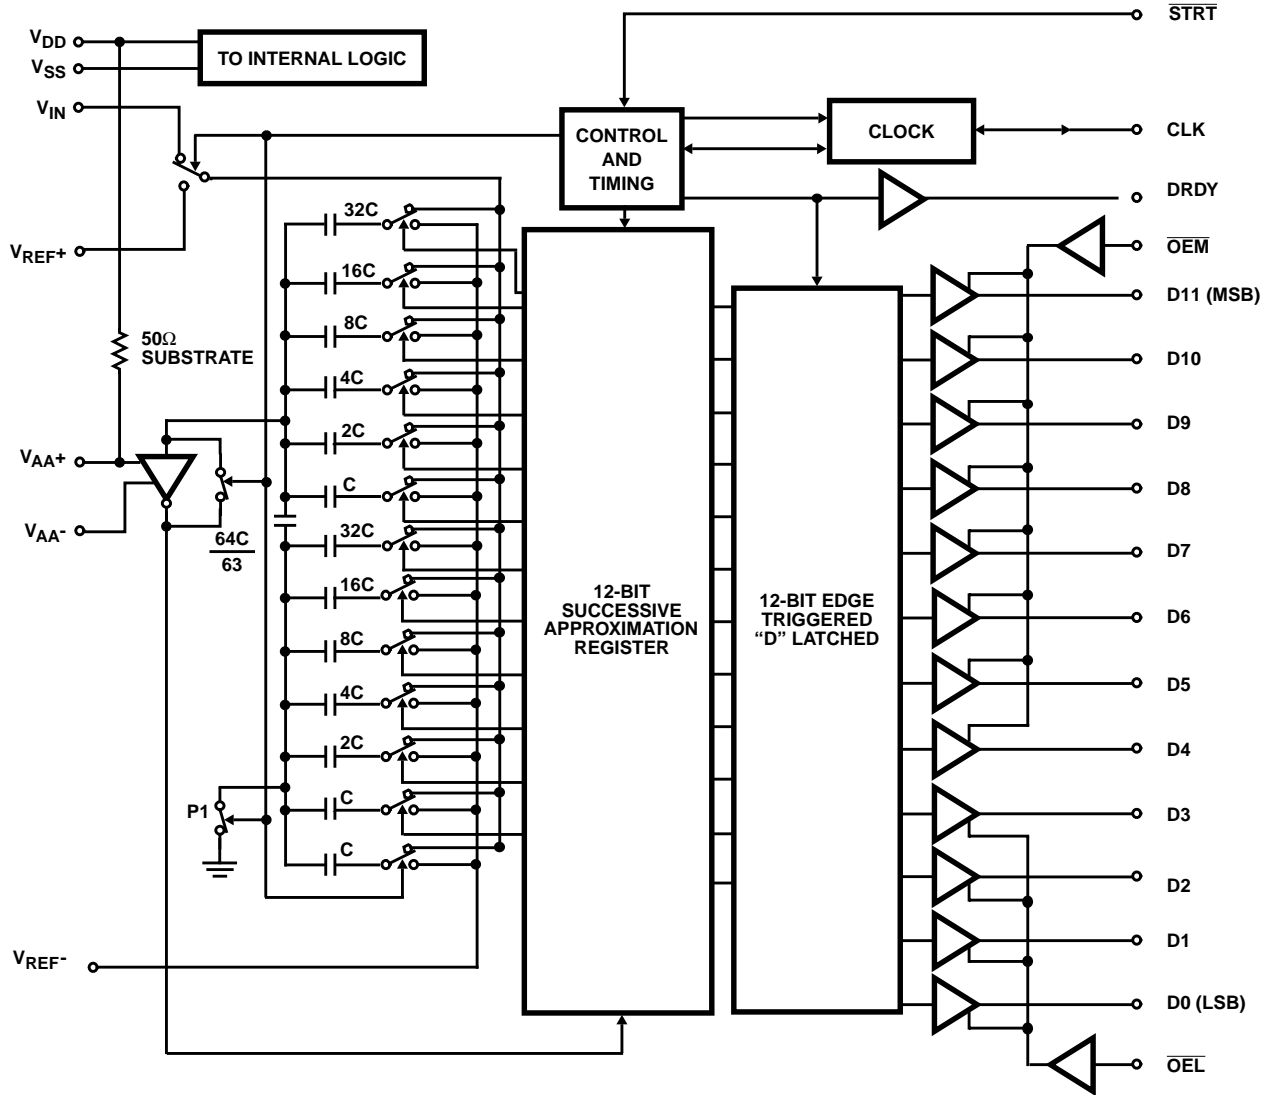 STRT
VDD
VSS
TO INTERNAL LOGIC
VIN
CONTROL
AND
TIMING
CLOCK
CLK
DRDY
VREF+
OEM
32C
16C
8C
4C
2C
C
50Ω
SUBSTRATE
VAA+
VAA-
64C
63
32C
16C
8C
4C
2C
C
C
P1
VREF-
12-BIT
SUCCESSIVE
APPROXIMATION
REGISTER
12-BIT EDGE
TRIGGERED
“D” LATCHED
D11 (MSB)
D10
D9
D8
D7
D6
D5
D4
D3
D2
D1
D0 (LSB)
OEL